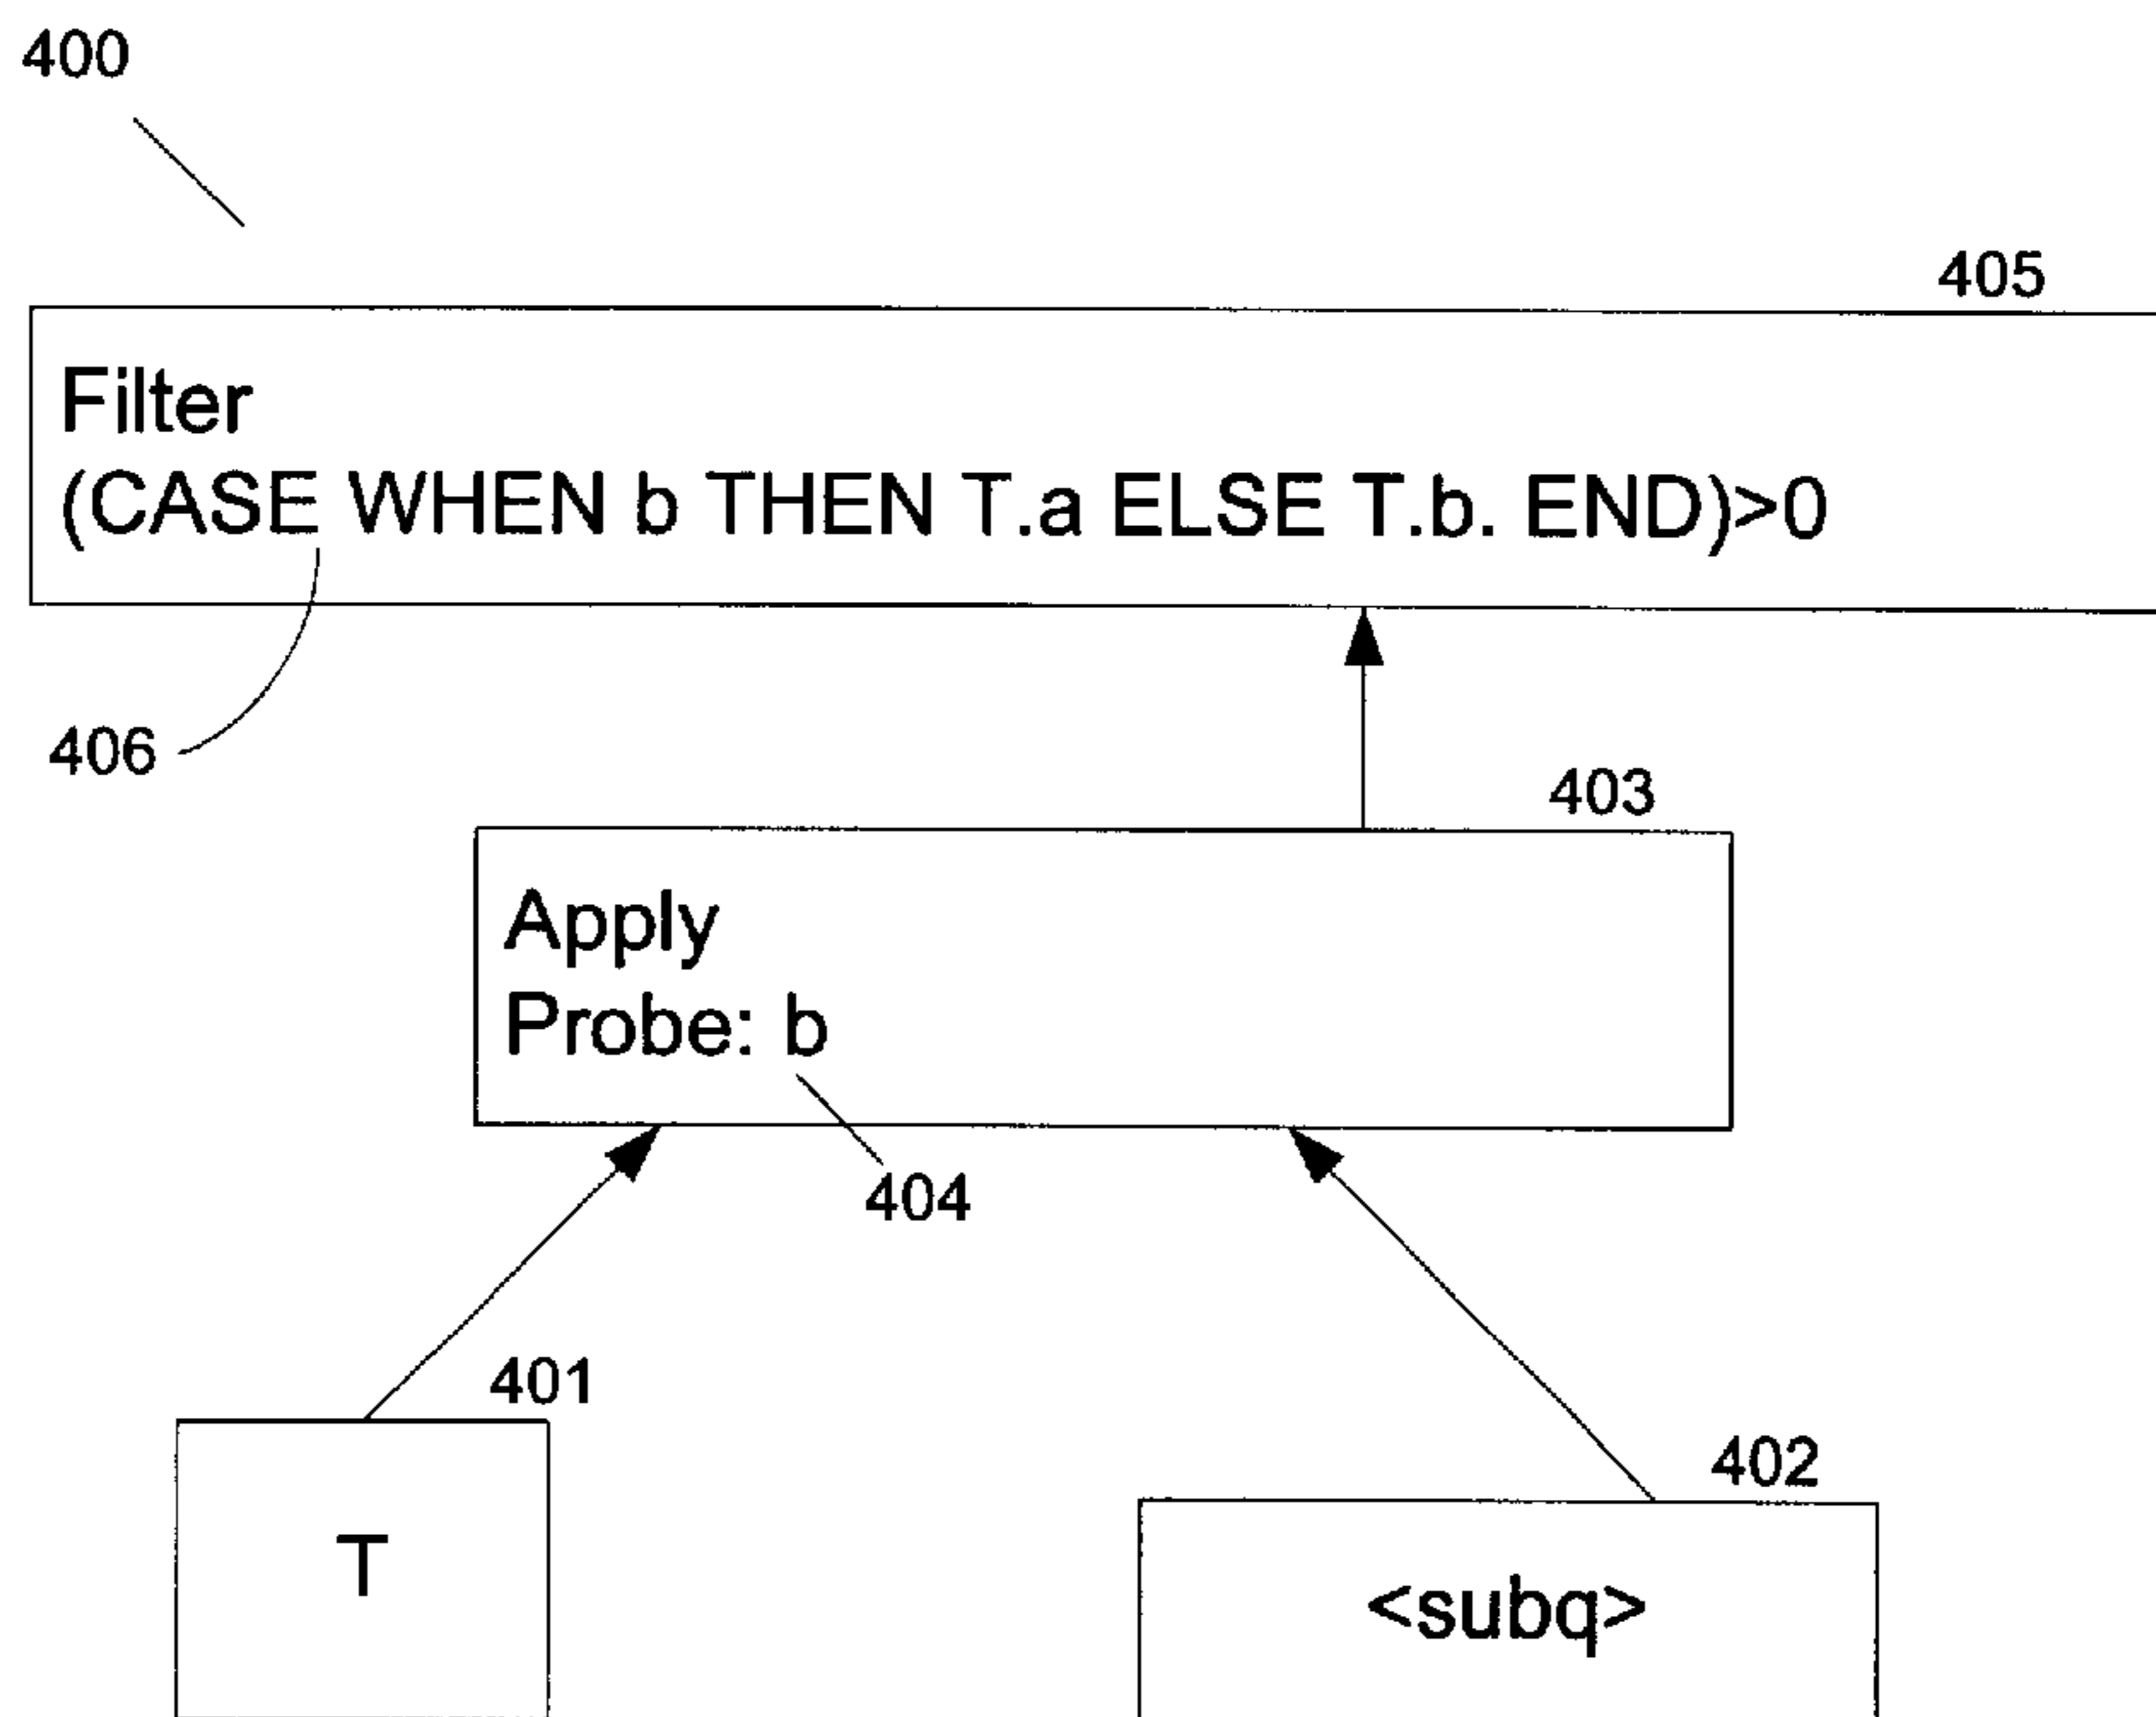 400
405
Filter
(CASE WHEN b THEN T.a ELSE T.b. END)>0
406
403
Apply
Probe: b
404
401
402
T
<subq>